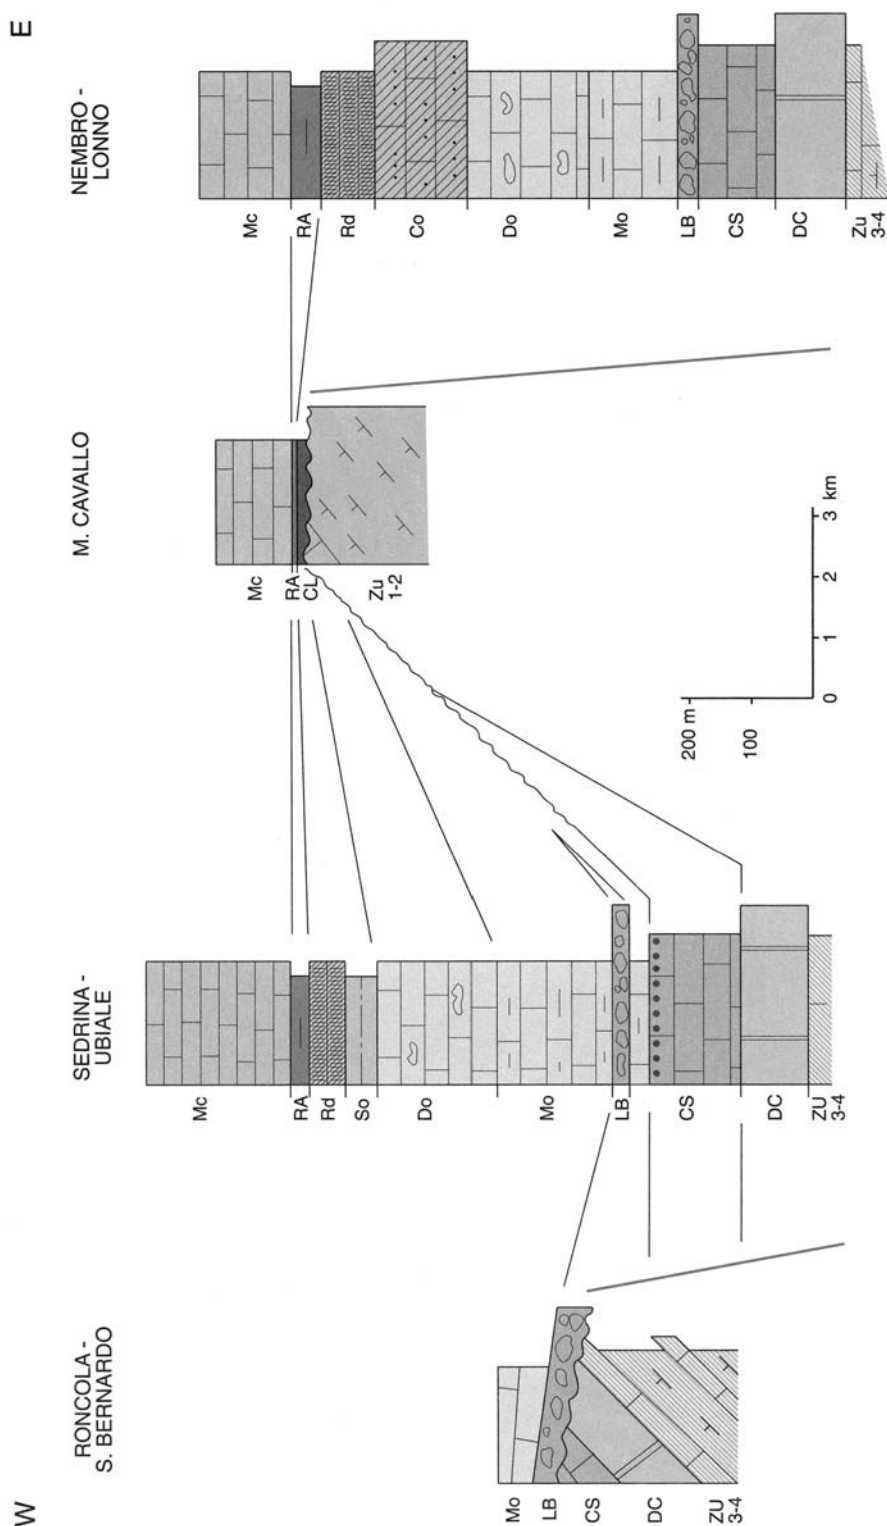 W
E
RONCOLA -
S. BERNARDO
SEDRINA -
UBIALE
M. CAVALLO
NEMBRO -
LONNO
Mo
LB
CS
DC
ZU
3-4
Mc
RA
Rd
So
Do
Mo
LB
CS
DC
ZU
3-4
Mc
RA
CL
Zu
1-2
Mc
RA
Rd
Co
Do
Mo
LB
CS
DC
Zu
3-4
200 m
100
0
1
2
3 km